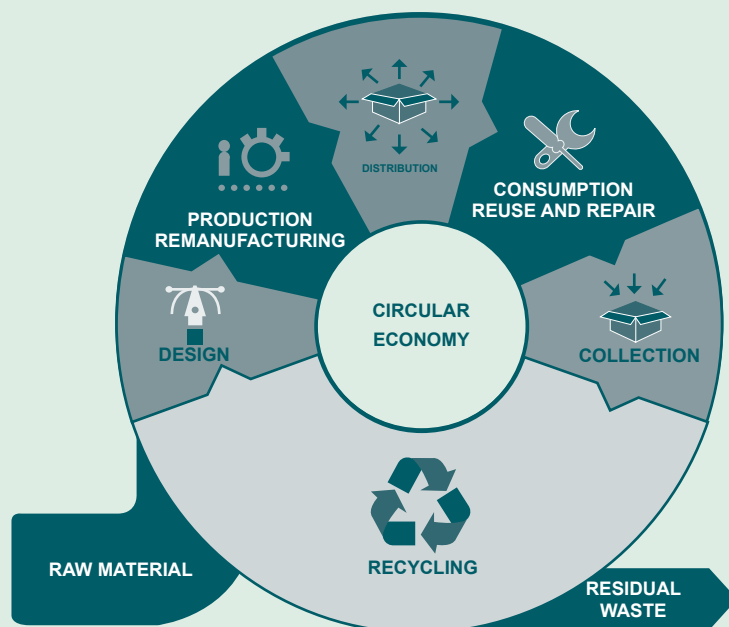 DISTRIBUTION
CONSUMPTION
REUSE AND REPAIR
PRODUCTION
REMANUFACTURING
CIRCULAR
ECONOMY
DESIGN
COLLECTION
RECYCLING
RAW MATERIAL
RESIDUAL
WASTE